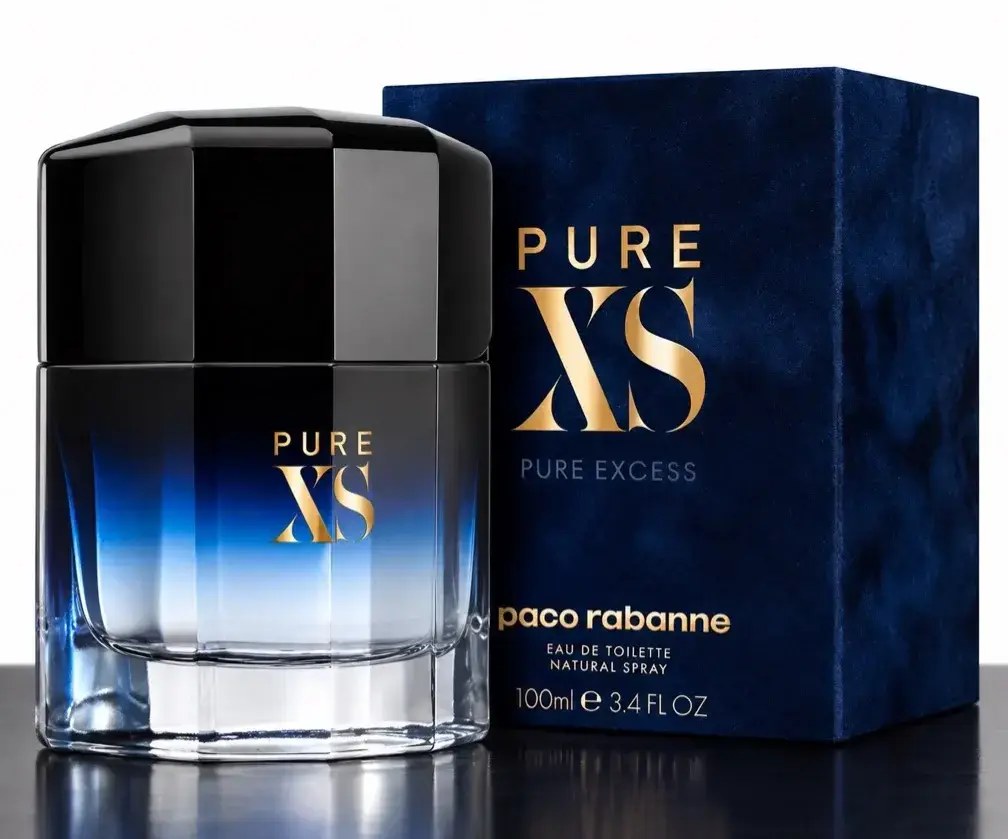 PURE
XS
PURE
XS
PURE EXCESS
paco rabanne
EAU DE TOILETTE
NATURAL SPRAY
100ml ℮ 3.4 FL OZ